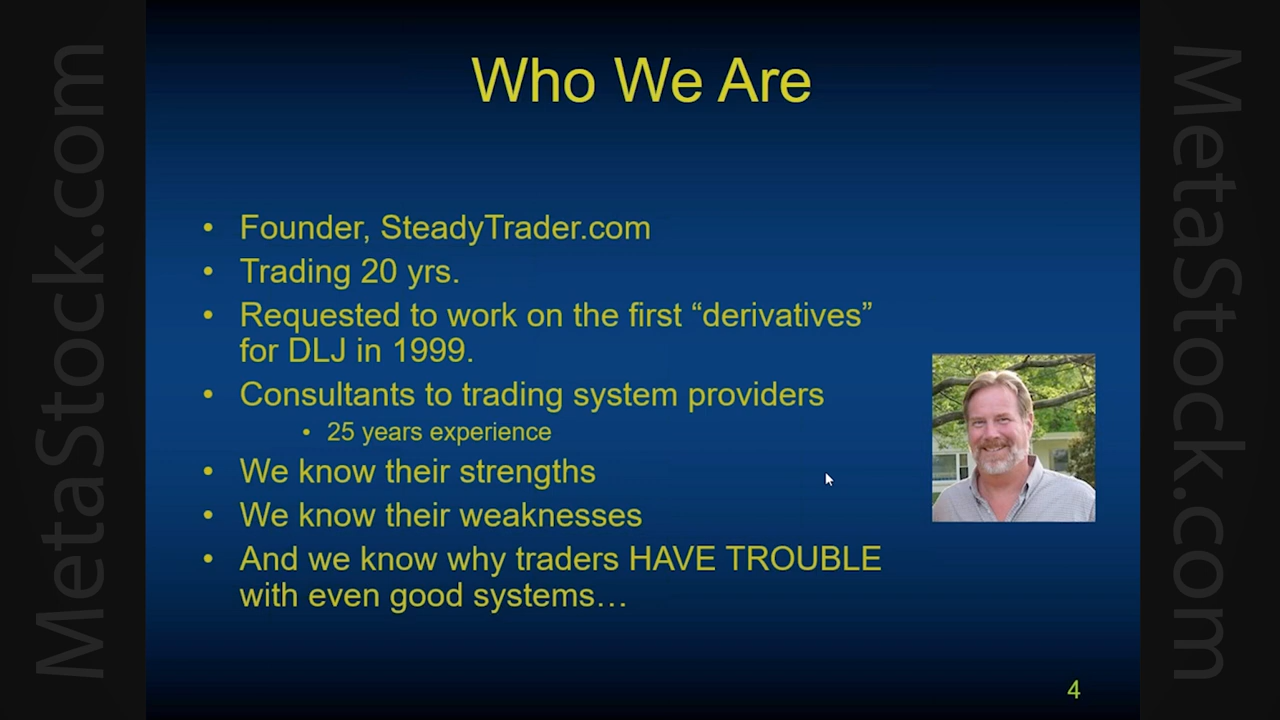 MetaStock.com
Who We Are
• Founder, SteadyTrader.com
• Trading 20 yrs.
• Requested to work on the first “derivatives”
for DLJ in 1999.
• Consultants to trading system providers
• 25 years experience
• We know their strengths
• We know their weaknesses
• And we know why traders HAVE TROUBLE
with even good systems…
4
MetaStock.com